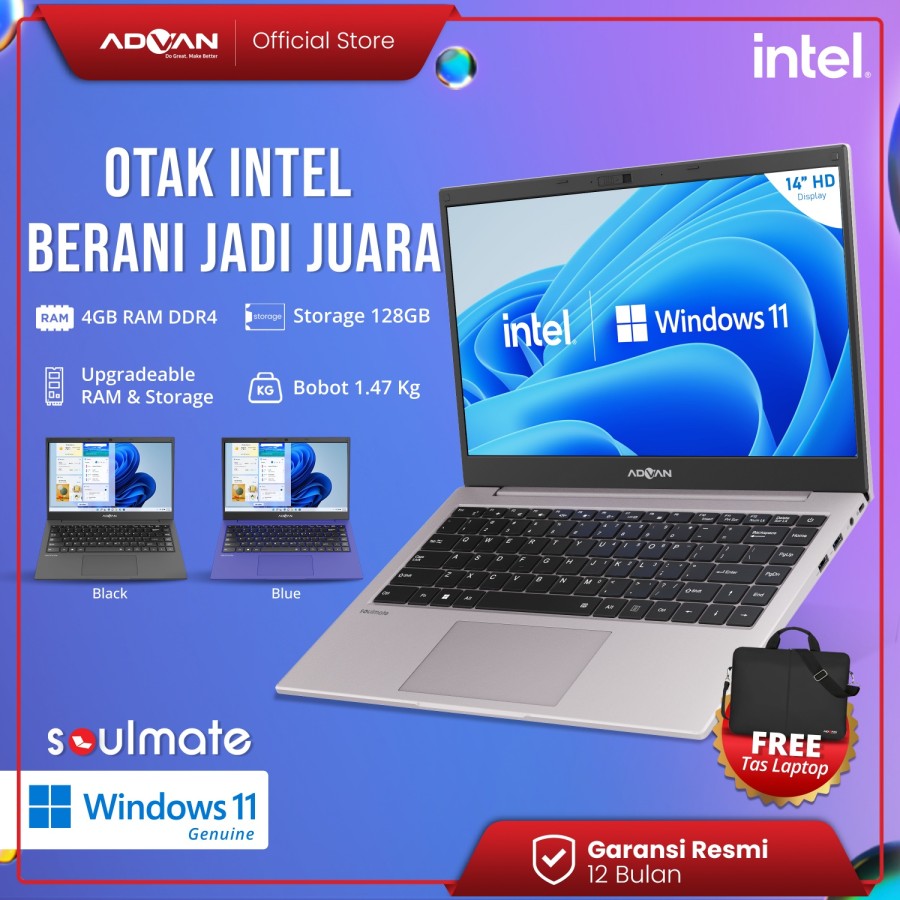 ADVAN
Do Great. Make Better
Official Store
intel.
OTAK INTEL
BERANI JADI JUARA
RAM
4GB RAM DDR4
storage
Storage 128GB
Upgradeable
RAM & Storage
KG
Bobot 1.47 Kg
14" HD
Display
intel.
Windows 11
ADVAN
Black
Blue
soulmate
soulmate
Windows 11
Genuine
FREE
Tas Laptop
Garansi Resmi
12 Bulan